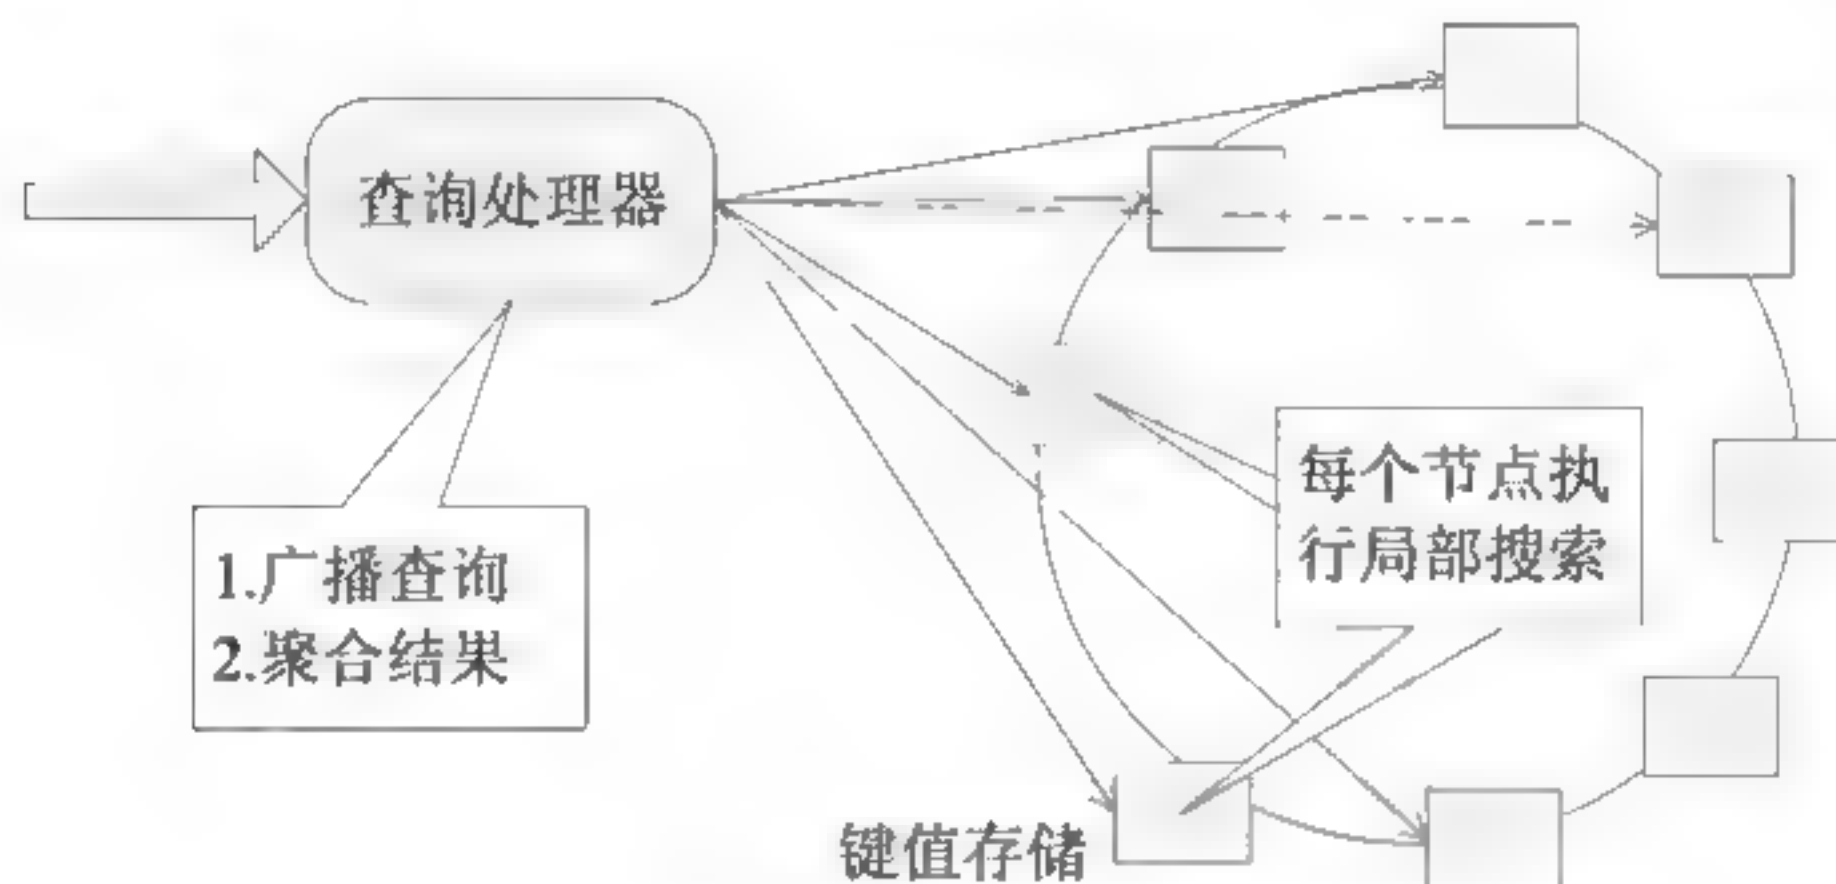 查询处理器
1.广播查询
2.聚合结果
每个节点执
行局部搜索
键值存储